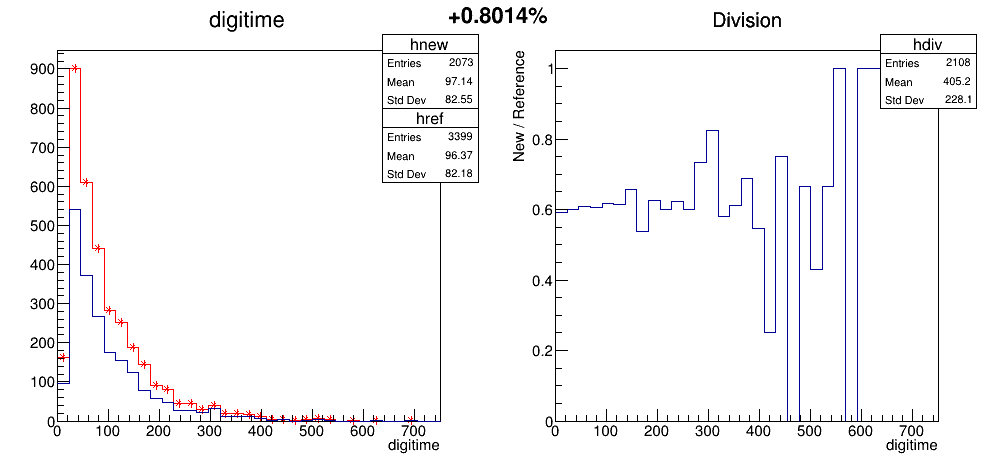 +0.8014%
digitime
hnew
Entries 2073
Mean 97.14
Std Dev 82.55
href
Entries 3399
Mean 96.37
Std Dev 82.18
900
800
700
600
500
400
300
200
100
0
0 100 200 300 400 500 600 700
digitime
Division
hdiv
Entries 2108
Mean 405.2
Std Dev 228.1
New / Reference
1
0.8
0.6
0.4
0.2
0
0 100 200 300 400 500 600 700
digitime